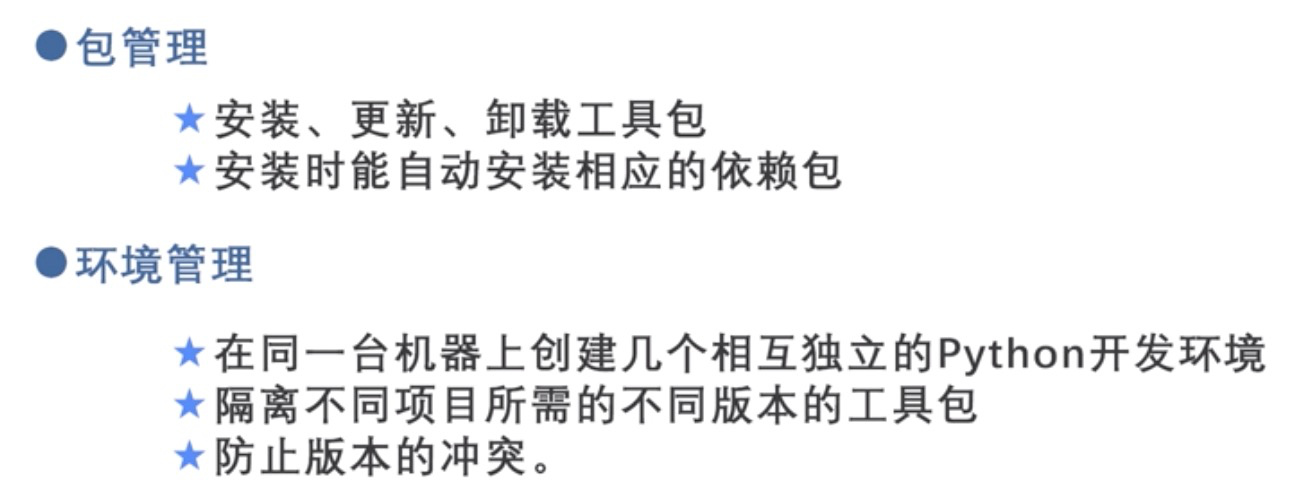 ●包管理
★安装、更新、卸载工具包
★安装时能自动安装相应的依赖包
●环境管理
★在同一台机器上创建几个相互独立的Python开发环境
★隔离不同项目所需的不同版本的工具包
★防止版本的冲突。